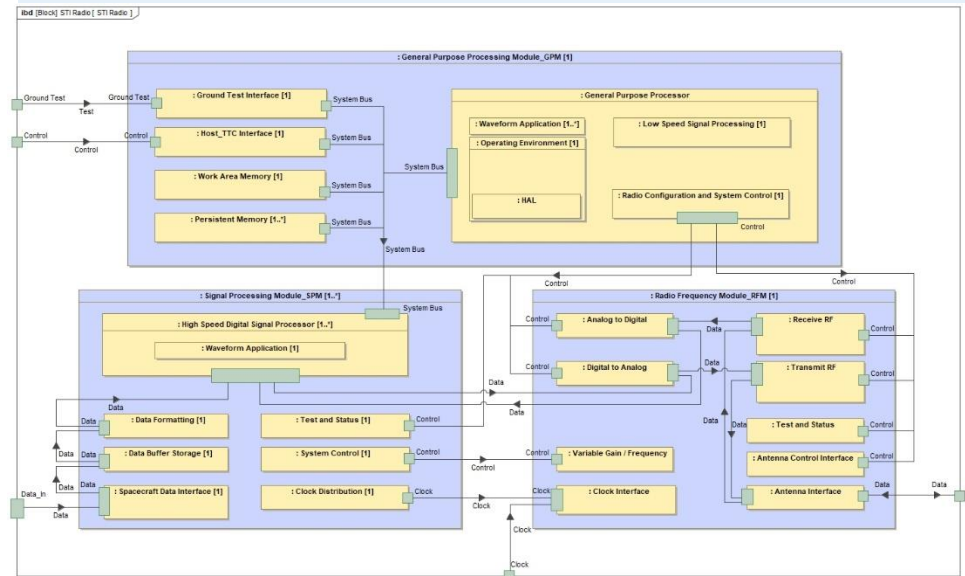 ibd [Block] STI Radio [ STI Radio ]
: General Purpose Processing Module_GPM [1]
Ground Test
Ground Test
Test
: Ground Test Interface [1]
System Bus
: General Purpose Processor
Control
Control
Control
: Host_TTC Interface [1]
System Bus
: Waveform Application [1..*]
: Low Speed Signal Processing [1]
: Operating Environment [1]
System Bus
: Work Area Memory [1]
System Bus
: HAL
: Radio Configuration and System Control [1]
: Persistent Memory [1..*]
System Bus
Control
System Bus
Control
Control
: Signal Processing Module_SPM [1..*]
: Radio Frequency Module_RFM [1]
System Bus
: High Speed Digital Signal Processor [1..*]
: Waveform Application [1]
Control
: Analog to Digital
Data
Data
: Receive RF
Control
Control
: Digital to Analog
Data
: Transmit RF
Control
Data
Data
Data
Data
: Data Formatting [1]
: Test and Status [1]
Control
Data
Data
: Test and Status
Control
Data
Data
: Data Buffer Storage [1]
: System Control [1]
Control
Control
Control
: Variable Gain / Frequency
: Antenna Control Interface
Control
Data
Data_In
Data
Data
: Spacecraft Data Interface [1]
: Clock Distribution [1]
Clock
Clock
Clock
: Clock Interface
: Antenna Interface
Data
Data
Clock
Clock